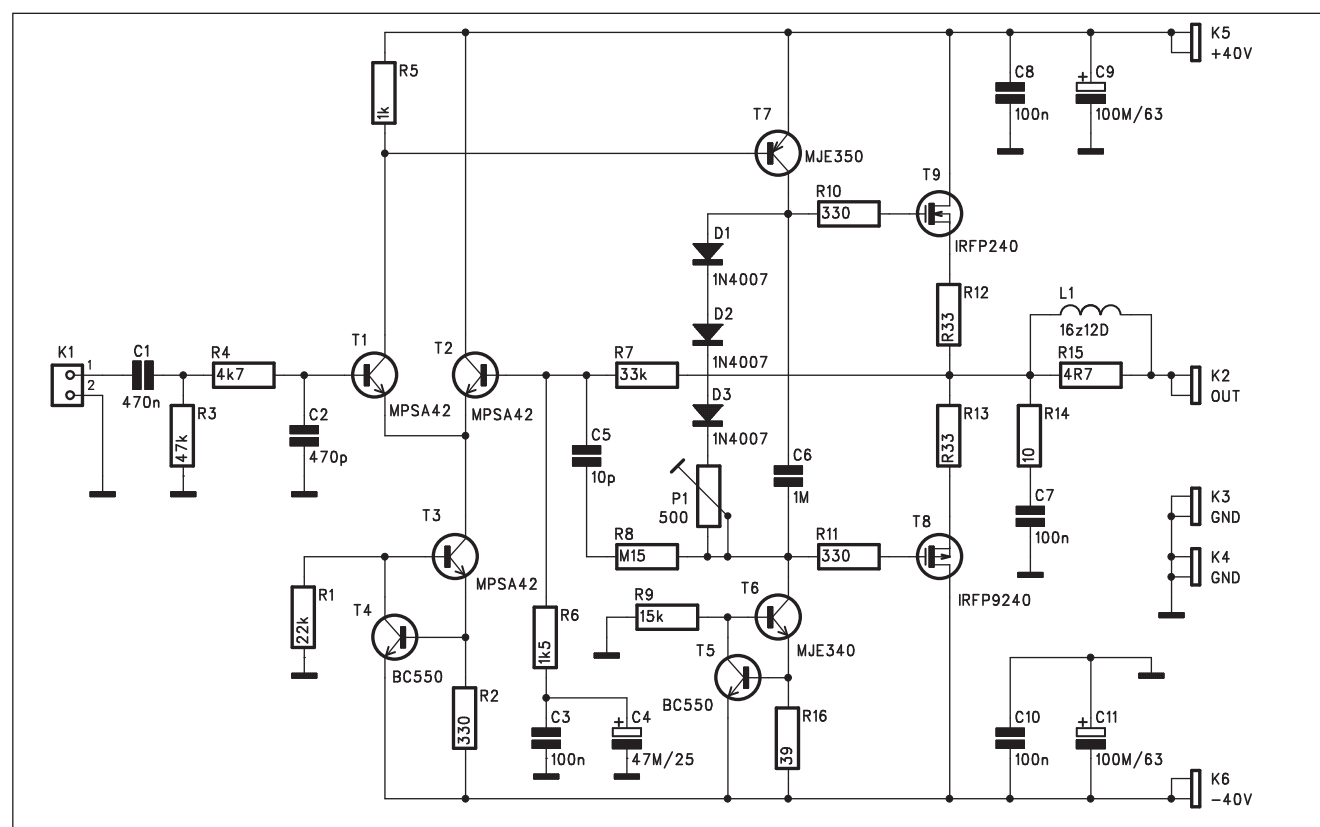 K5
+40V
R5
1k
C8
100n
+
C9
100M/63
T7
MJE350
T9
R10
330
IRFP240
D1
1N4007
R12
R33
L1
16z12D
D2
1N4007
K1
1
2
C1
470n
R4
4k7
T1
MPSA42
T2
MPSA42
R7
33k
R15
4R7
K2
OUT
R3
47k
C2
470p
D3
1N4007
R13
R33
R14
10
C5
10p
P1
500
C6
1M
C7
100n
K3
GND
T3
MPSA42
R8
M15
R11
330
T8
IRFP9240
K4
GND
R1
22k
T4
BC550
R6
1k5
R9
15k
T6
MJE340
T5
BC550
R2
330
C3
100n
+
C4
47M/25
R16
39
C10
100n
+
C11
100M/63
K6
-40V